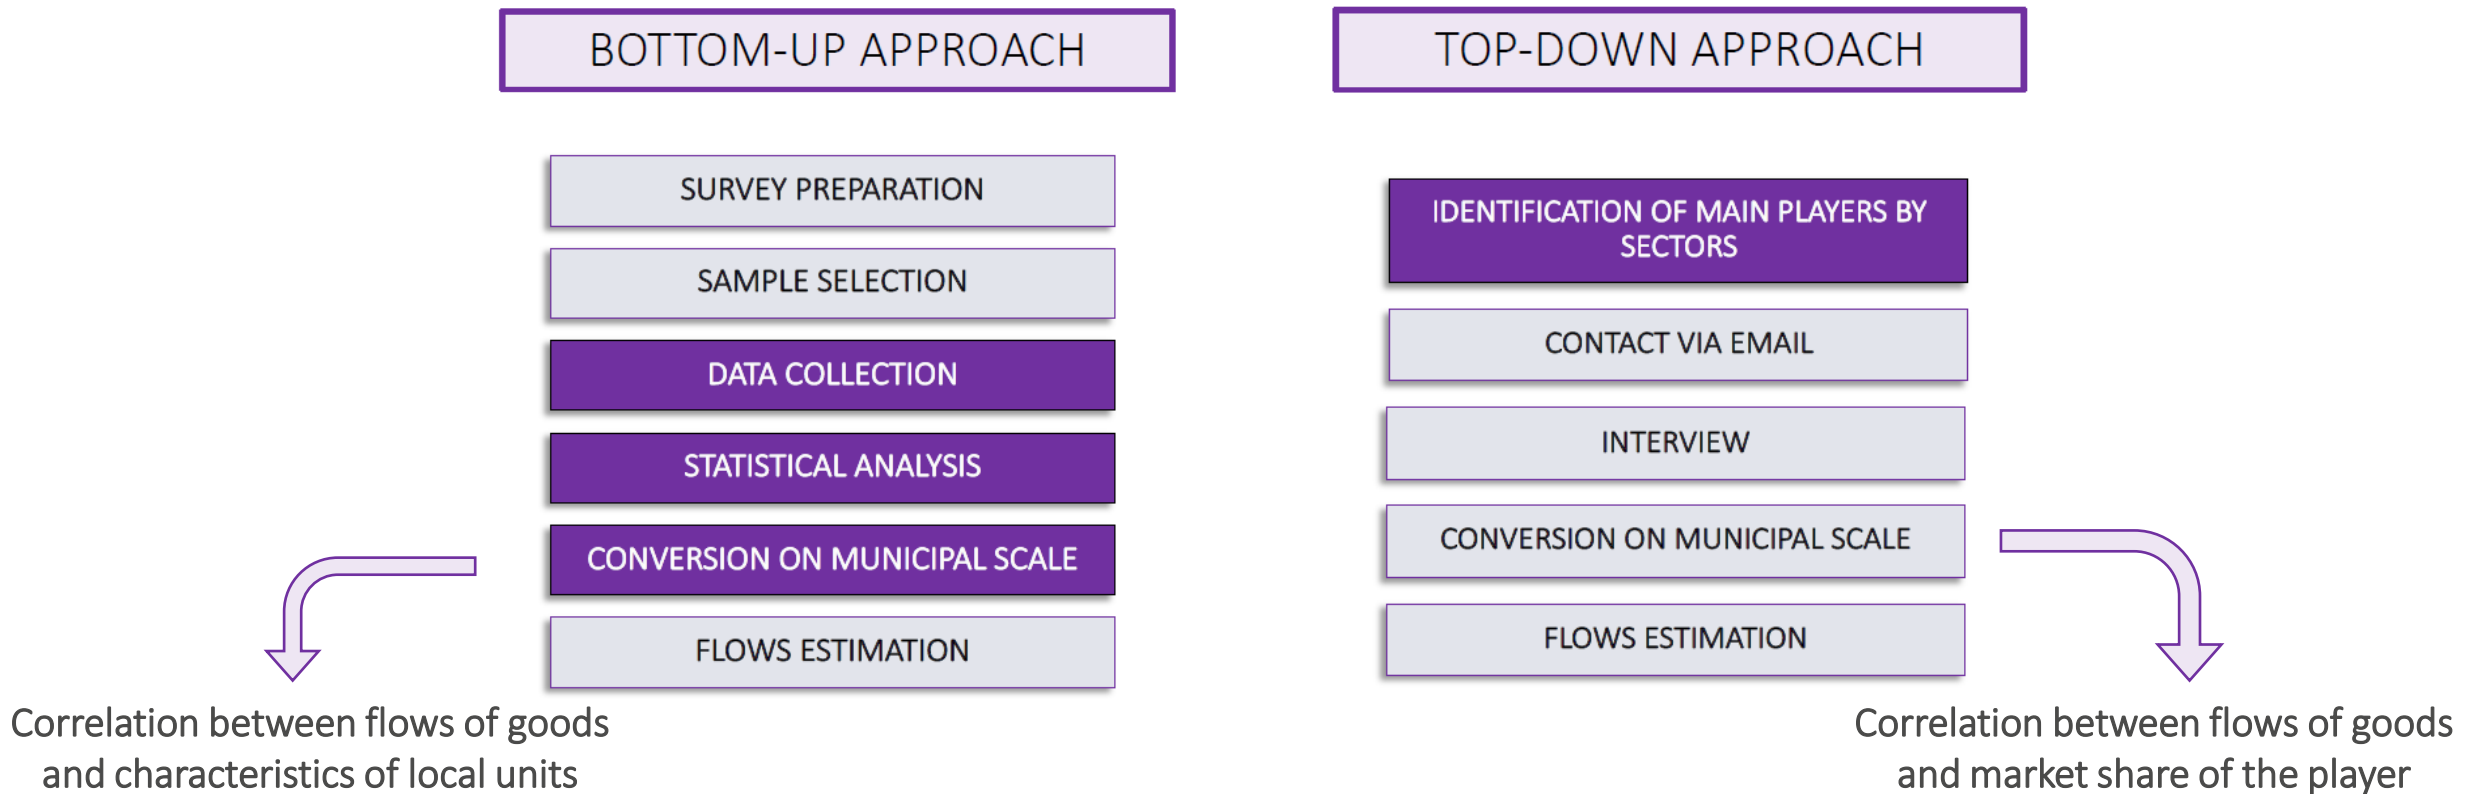 BOTTOM-UP APPROACH
SURVEY PREPARATION
SAMPLE SELECTION
DATA COLLECTION
STATISTICAL ANALYSIS
CONVERSION ON MUNICIPAL SCALE
FLOWS ESTIMATION
Correlation between flows of goods
and characteristics of local units
TOP-DOWN APPROACH
IDENTIFICATION OF MAIN PLAYERS BY
SECTORS
CONTACT VIA EMAIL
INTERVIEW
CONVERSION ON MUNICIPAL SCALE
FLOWS ESTIMATION
Correlation between flows of goods
and market share of the player